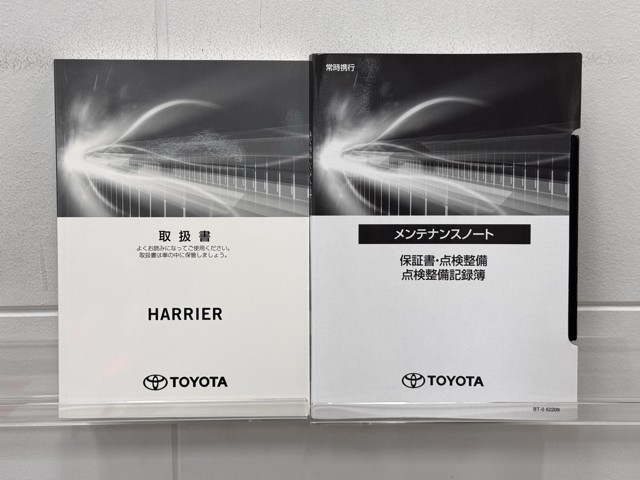 取扱書
よくお読みになってご使用ください。
取扱書は車の中に保管しましょう。
HARRIER
TOYOTA
常時携行
メンテナンスノート
保証書・点検整備
点検整備記録簿
TOYOTA